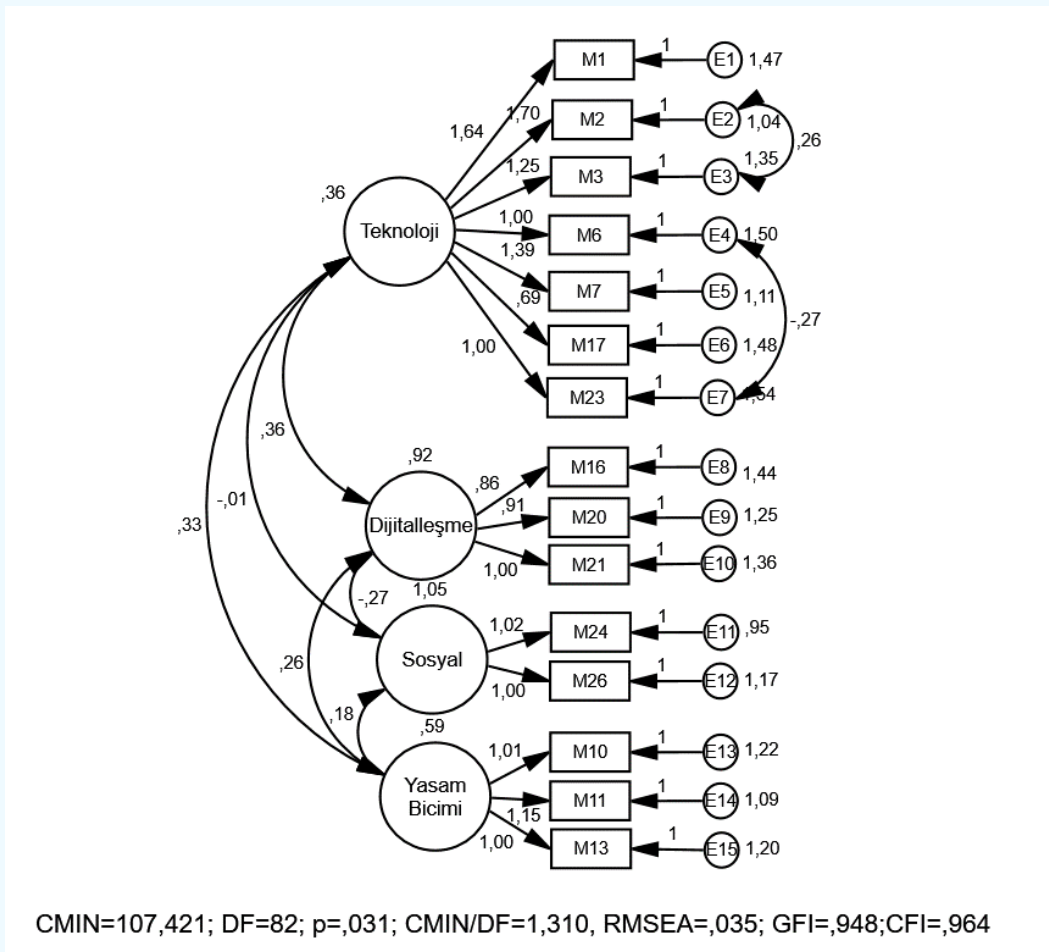 M1
1
E1
1,47
1,64
1,70
M2
1
E2
1,04
,26
1,25
M3
1
E3
1,35
,36
Teknoloji
1,00
M6
1
E4
1,50
1,39
M7
1
E5
1,11
-,27
,69
M17
1
E6
1,48
1,00
M23
1
E7
1,54
,36
,92
-,01
,33
Dijitalleşme
,86
M16
1
E8
1,44
,91
M20
1
E9
1,25
1,00
M21
1
E10
1,36
1,05
-,27
Sosyal
1,02
M24
1
E11
,95
1,00
M26
1
E12
1,17
,26
,18
,59
Yasam
Bicimi
1,01
M10
1
E13
1,22
1,15
M11
1
E14
1,09
1,00
M13
1
E15
1,20
CMIN=107,421; DF=82; p=,031; CMIN/DF=1,310, RMSEA=,035; GFI=,948;CFI=,964